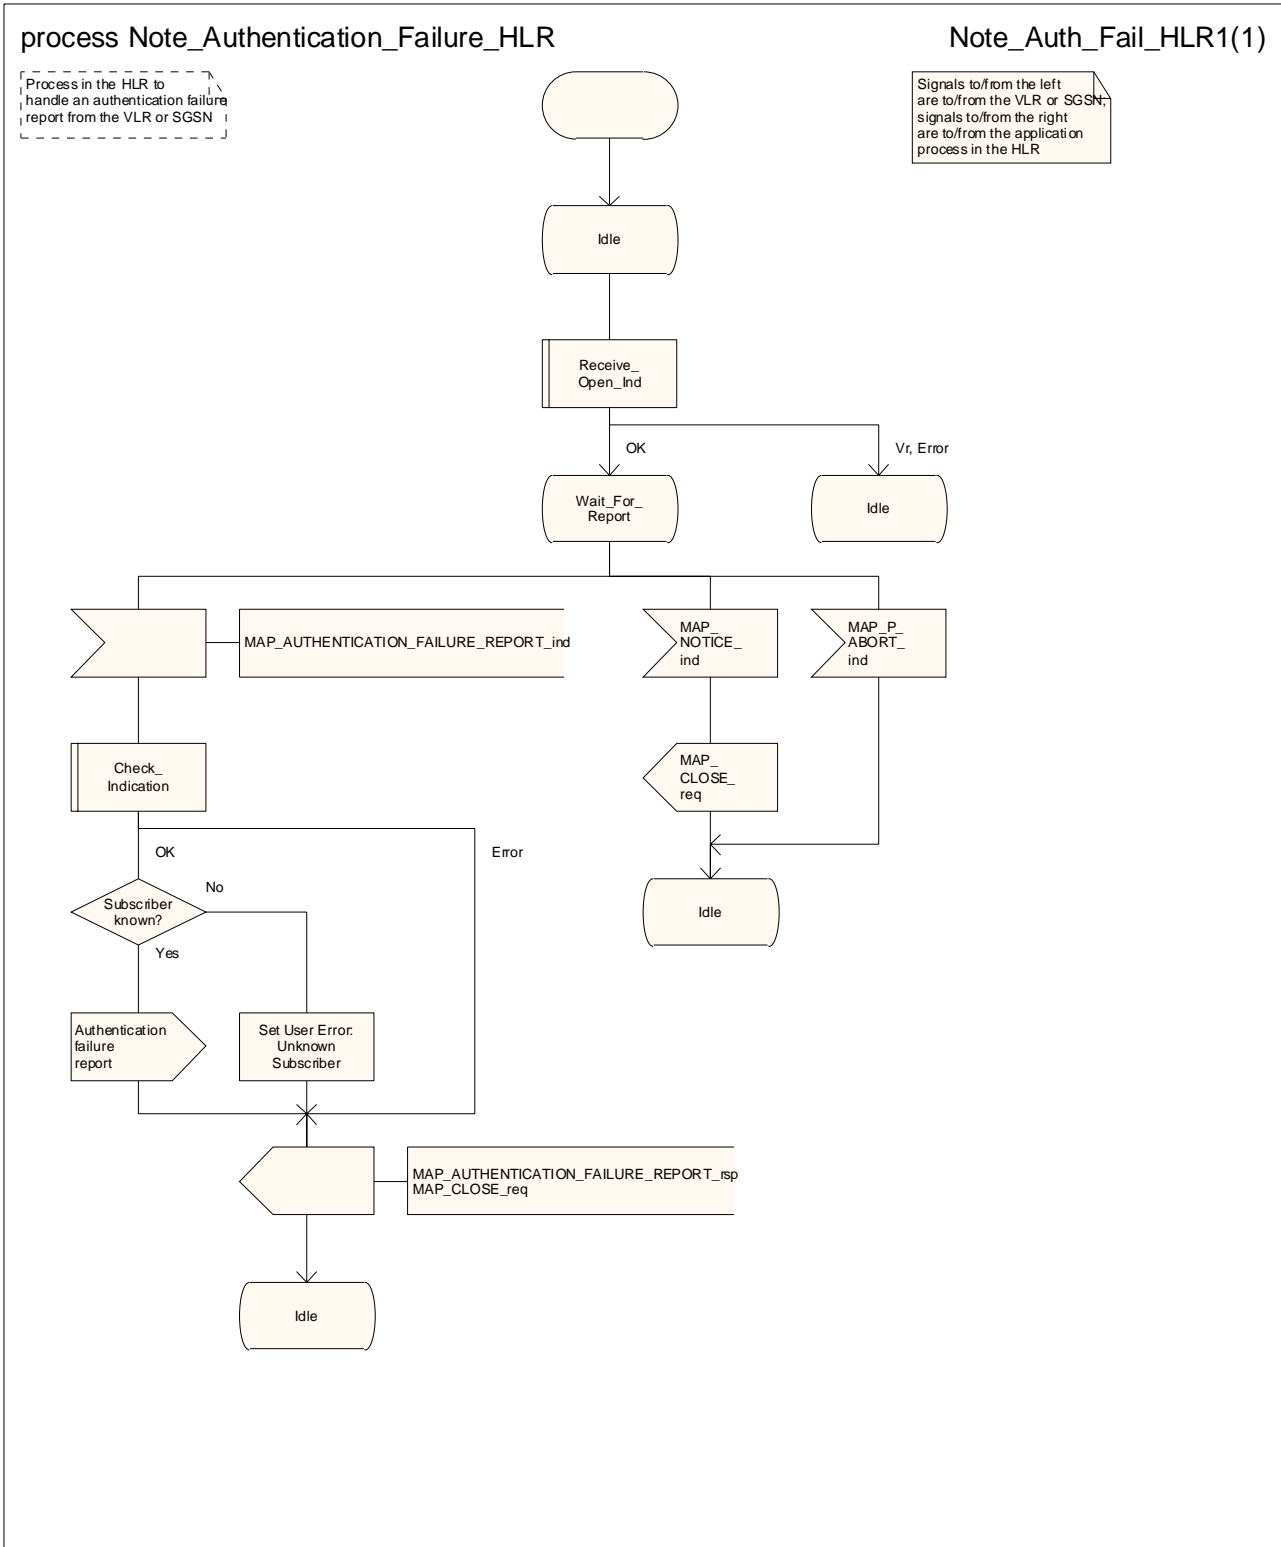 process Note_Authentication_Failure_HLR
Note_Auth_Fail_HLR1(1)
Process in the HLR to
handle an authentication failure
report from the VLR or SGSN
Signals to/from the left
are to/from the VLR or SGSN;
signals to/from the right
are to/from the application
process in the HLR
Idle
Receive_
Open_Ind
OK
Vr, Error
Wait_For_
Report
Idle
MAP_AUTHENTICATION_FAILURE_REPORT_ind
MAP_
NOTICE_
ind
MAP_P_
ABORT_
ind
Check_
Indication
MAP_
CLOSE_
req
OK
Error
Subscriber
known?
No
Yes
Idle
Authentication
failure
report
Set User Error:
Unknown
Subscriber
MAP_AUTHENTICATION_FAILURE_REPORT_rsp
MAP_CLOSE_req
Idle